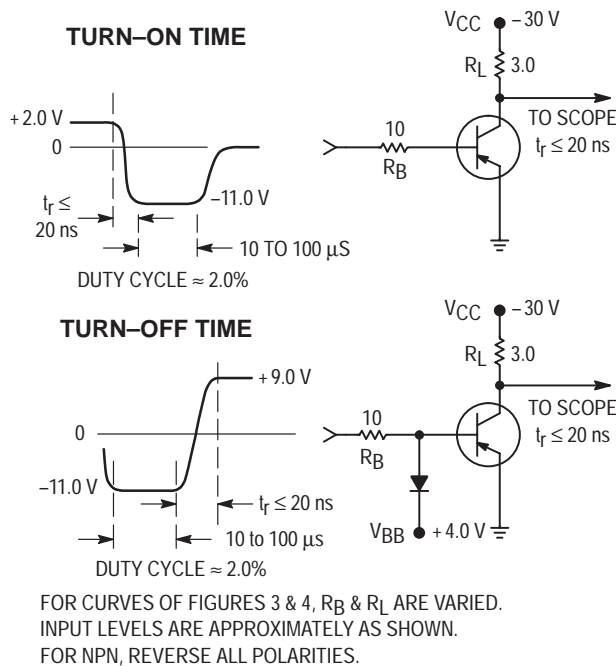 TURN–ON TIME
+2.0 V
0
tr ≤
20 ns
–11.0 V
10 TO 100 μS
DUTY CYCLE ≈ 2.0%
VCC
–30 V
RL
3.0
TO SCOPE
tr ≤ 20 ns
10
RB
TURN–OFF TIME
+9.0 V
0
–11.0 V
tr ≤ 20 ns
10 to 100 μs
DUTY CYCLE ≈ 2.0%
VCC
–30 V
RL
3.0
TO SCOPE
tr ≤ 20 ns
10
RB
VBB
+4.0 V
FOR CURVES OF FIGURES 3 & 4, RB & RL ARE VARIED.
INPUT LEVELS ARE APPROXIMATELY AS SHOWN.
FOR NPN, REVERSE ALL POLARITIES.